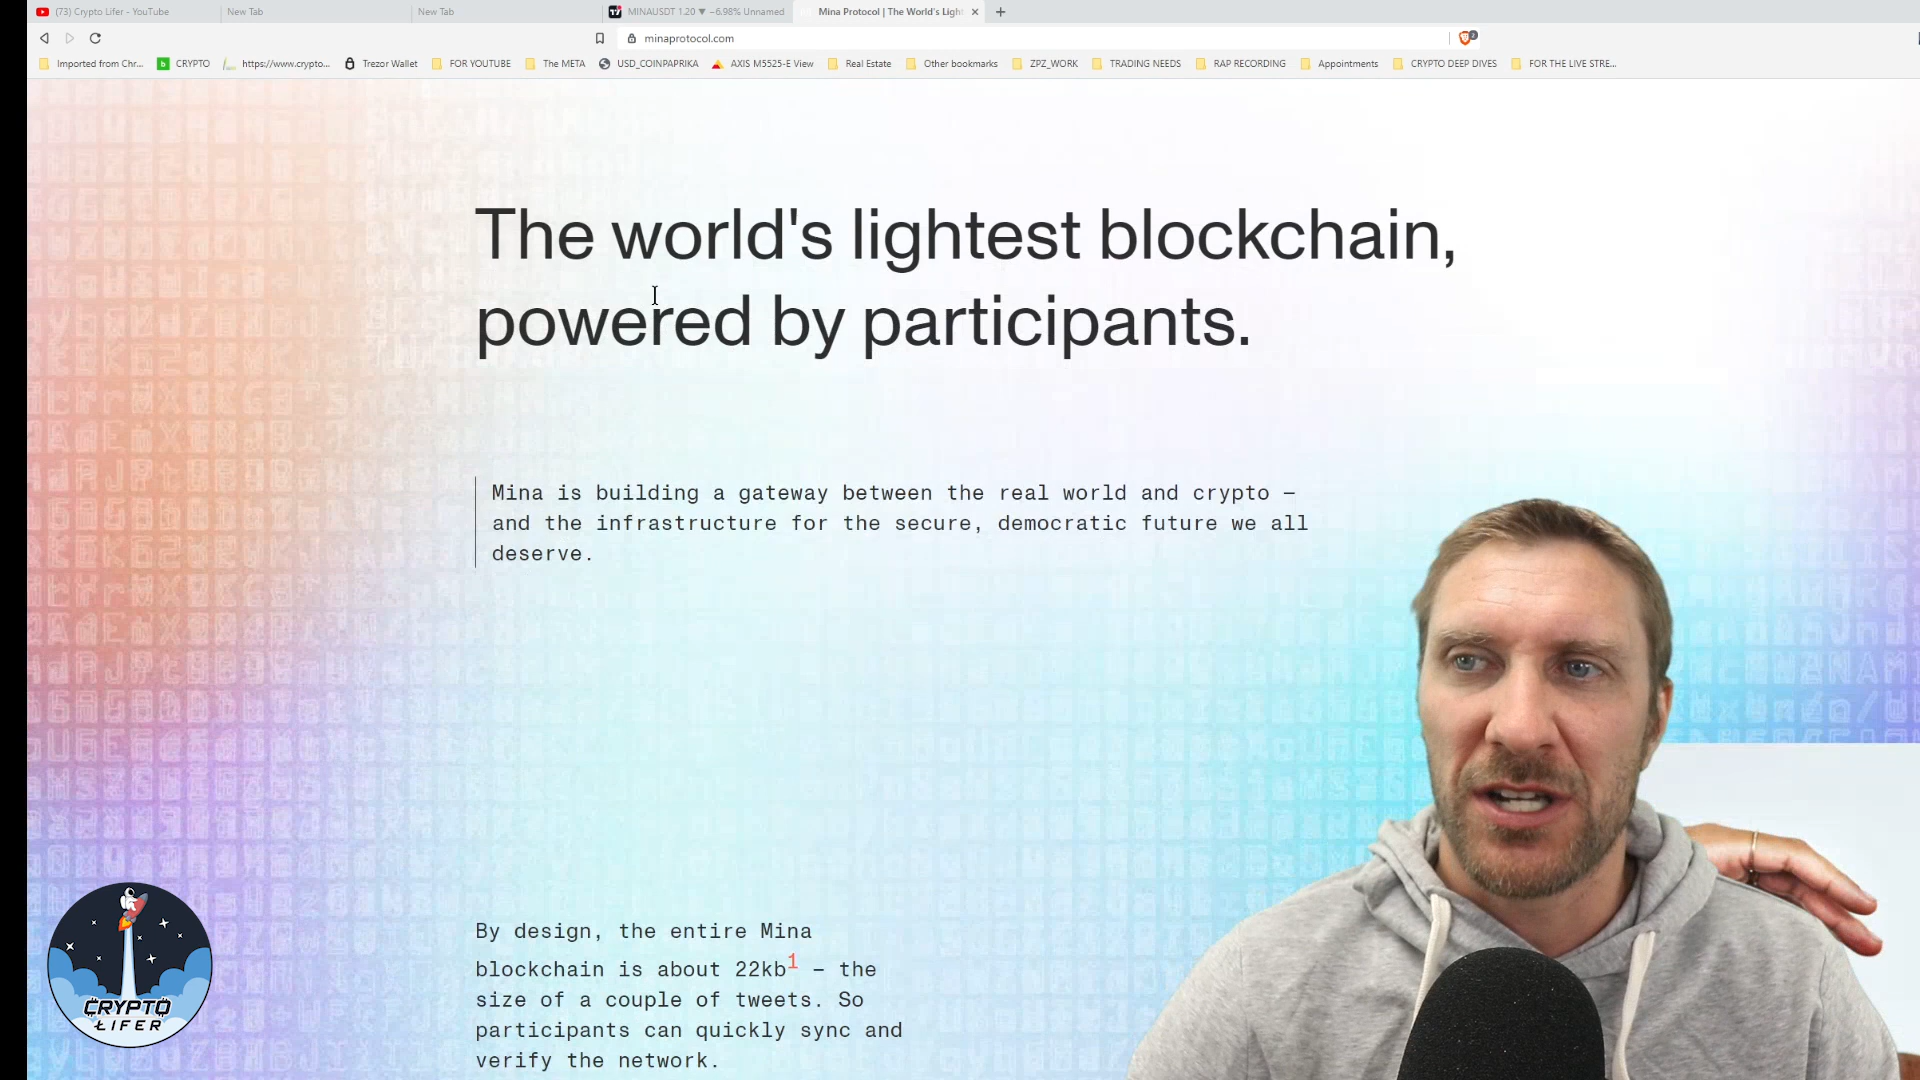 (73) Crypto Lifer - YouTube
New Tab
New Tab
MINAUSDT 1.20 ▼ −6.98% Unnamed
Mina Protocol | The World's Ligh
minaprotocol.com
2
Imported from Chr...
b
CRYPTO
https://www.crypto...
Trezor Wallet
FOR YOUTUBE
The META
USD_COINPAPRIKA
AXIS M5525-E View
Real Estate
Other bookmarks
ZPZ_WORK
TRADING NEEDS
RAP RECORDING
Appointments
CRYPTO DEEP DIVES
FOR THE LIVE STRE...
The world's lightest blockchain,
powered by participants.
Mina is building a gateway between the real world and crypto —
and the infrastructure for the secure, democratic future we all
deserve.
By design, the entire Mina
blockchain is about 22kb1 — the
size of a couple of tweets. So
participants can quickly sync and
verify the network.
CRYPTO
LIFER